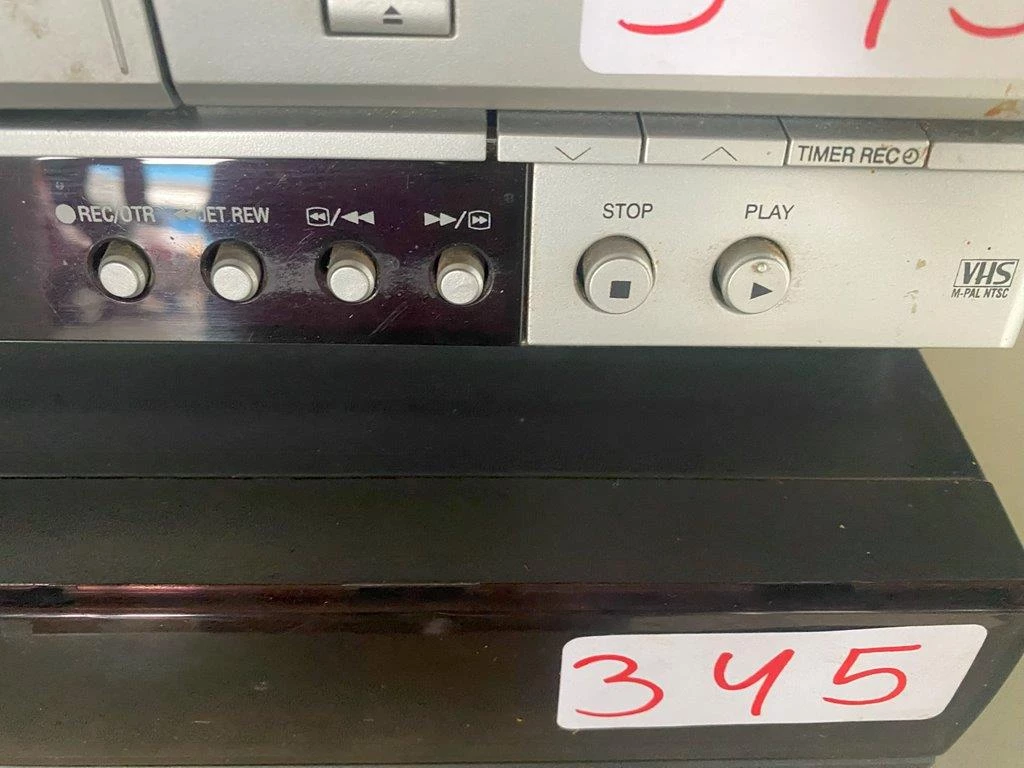 TIMER REC
REC/OTR JET REW
STOP PLAY
VHS
M-PAL NTSC
345